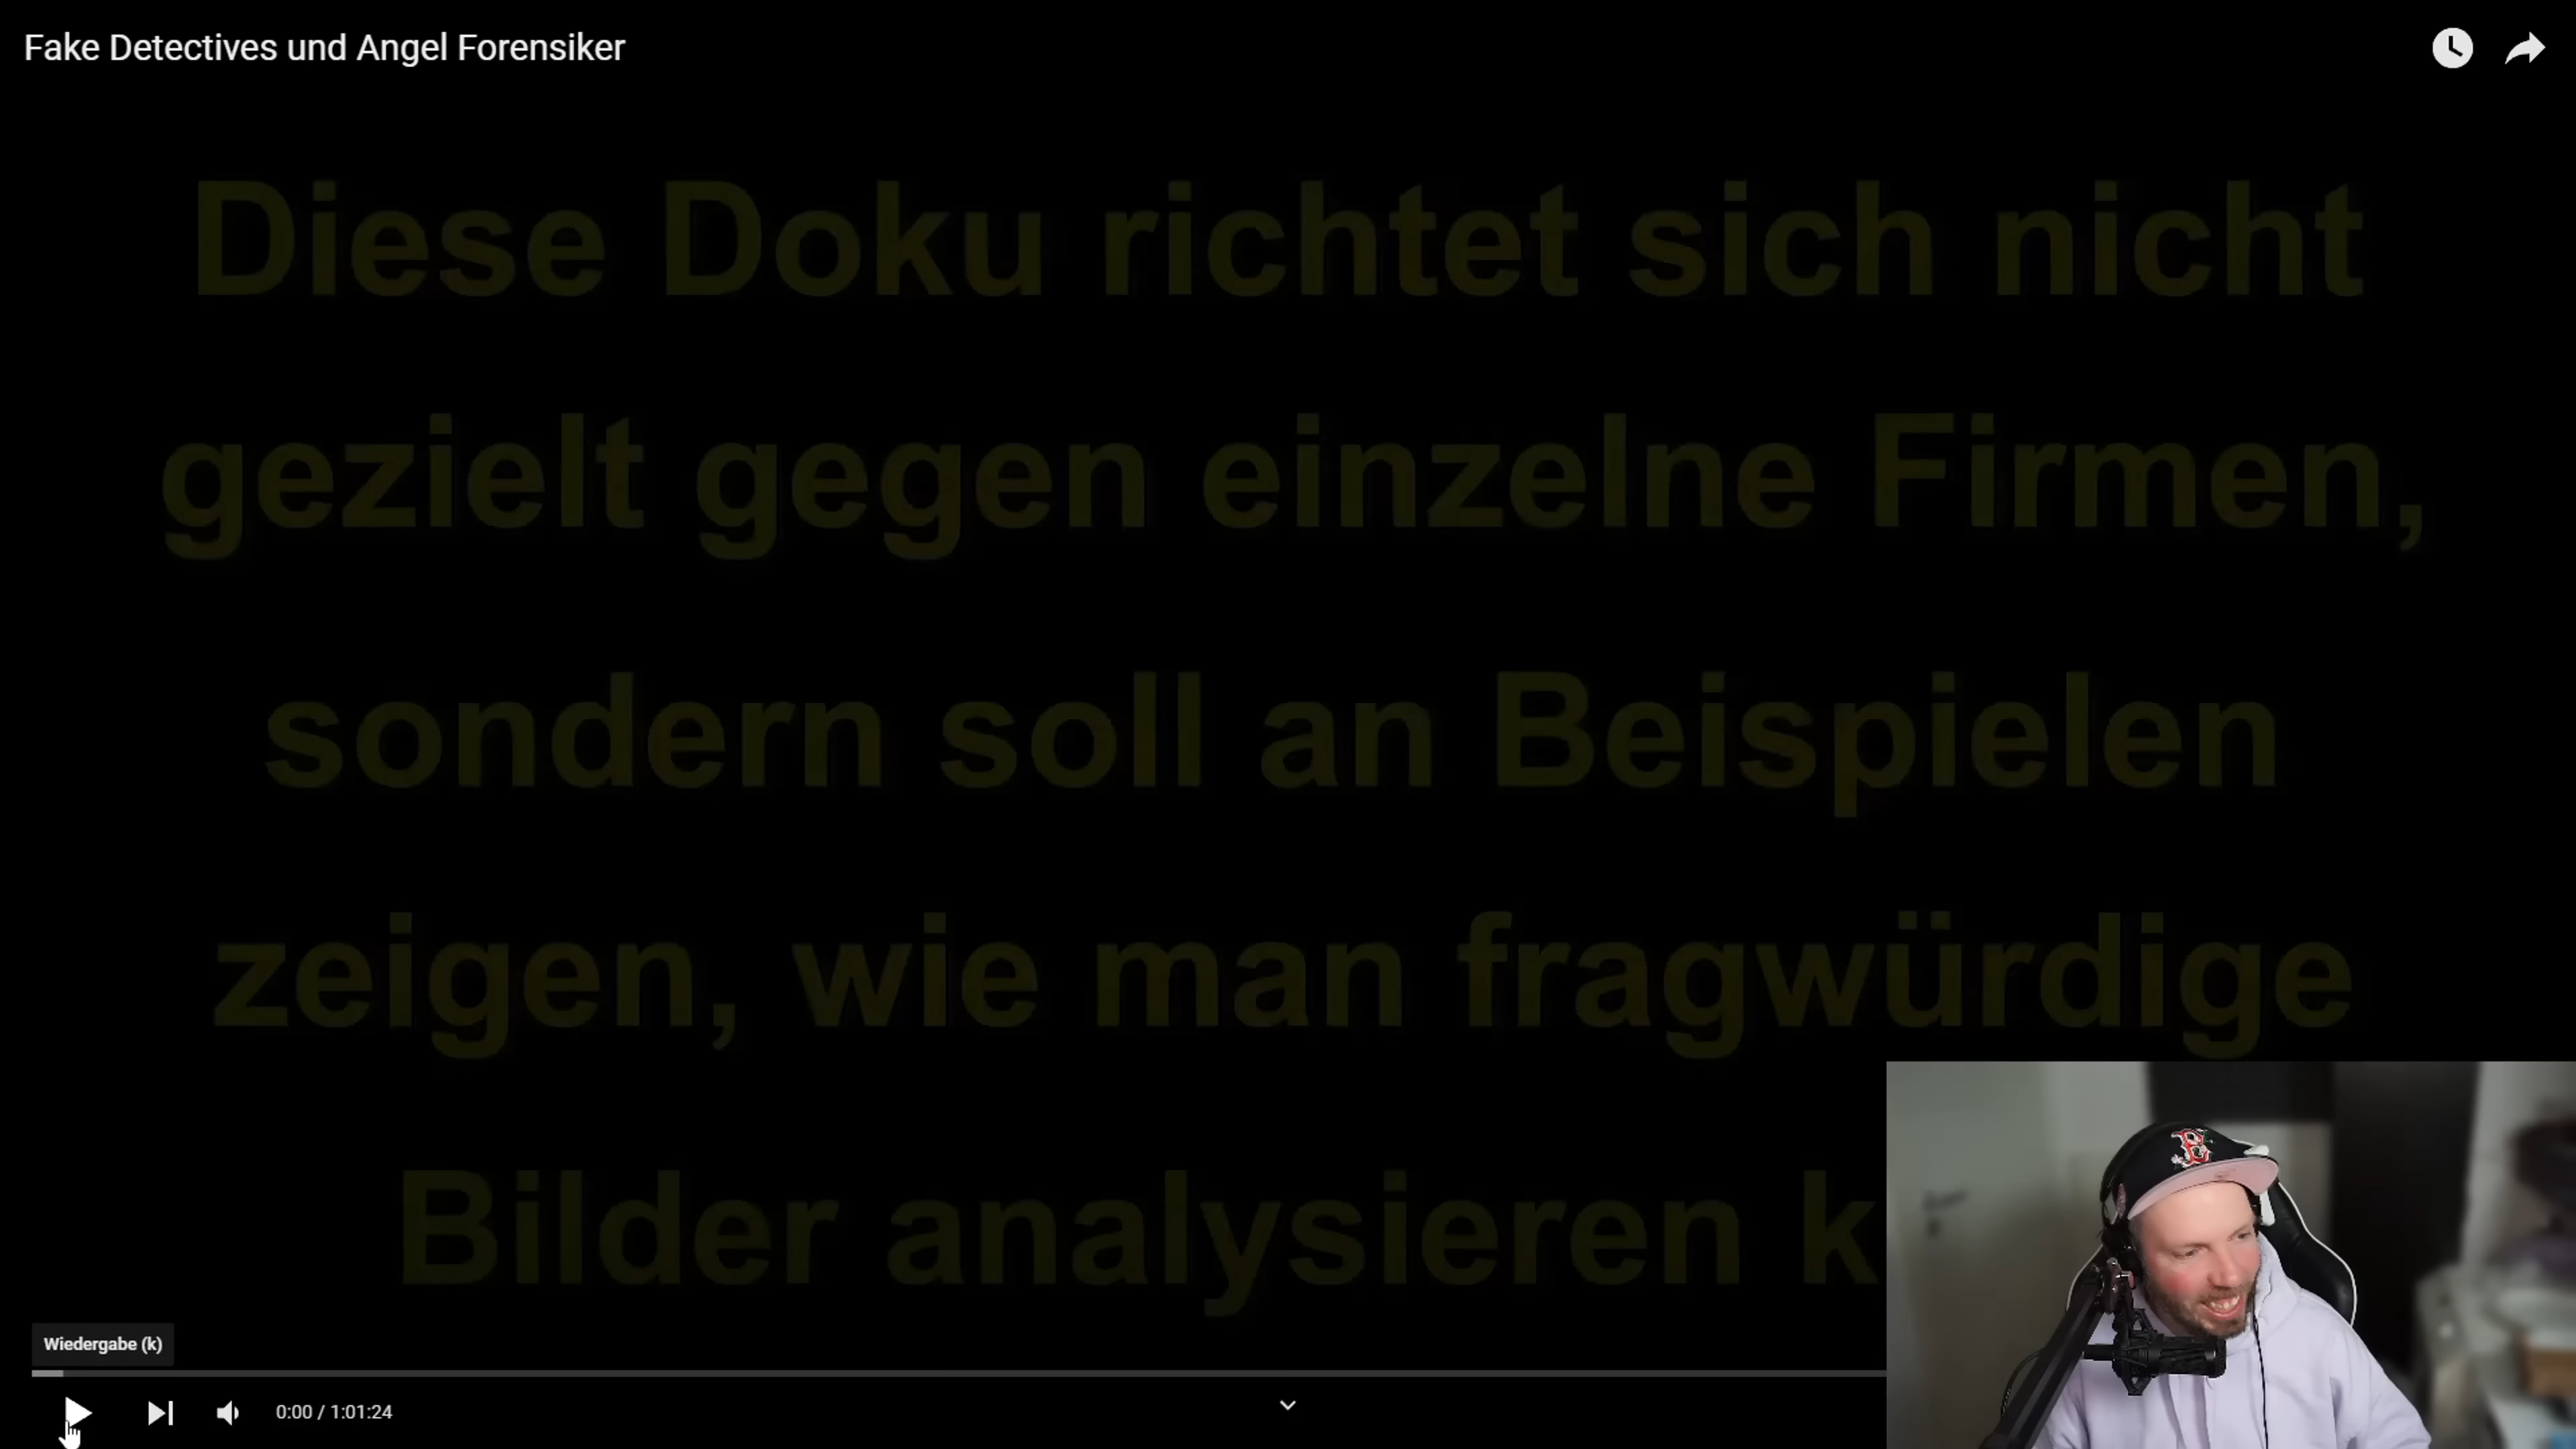 Fake Detectives und Angel Forensiker
Diese Doku richtet sich nicht
gezielt gegen einzelne Firmen,
sondern soll an Beispielen
zeigen, wie man fragwürdige
Bilder analysieren k
B
Wiedergabe (k)
0:00 / 1:01:24